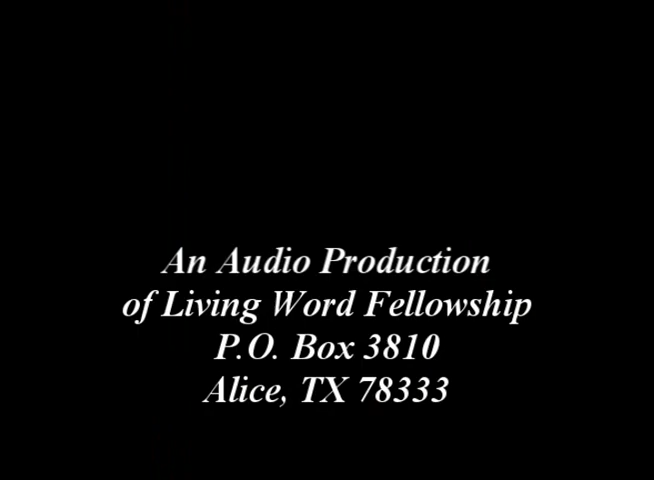 An Audio Production
of Living Word Fellowship
P.O. Box 3810
Alice, TX 78333